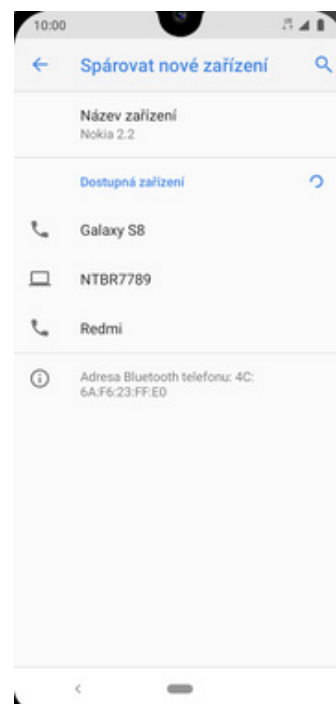 10:00
Spárovat nové zařízení
Název zařízení
Nokia 2.2
Dostupná zařízení
Galaxy S8
NTBR7789
Redmi
Adresa Bluetooth telefonu: 4C:
6A:F6:23:FF:E0